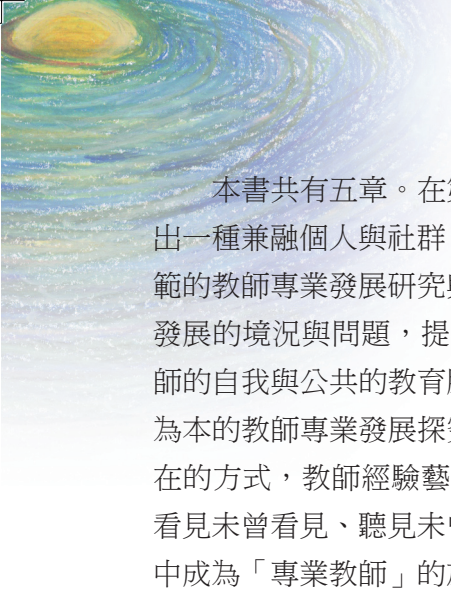 本書共有五章。在
出一種兼融個人與社群
範的教師專業發展研究
發展的境況與問題，提
師的自我與公共的教育
為本的教師專業發展探
在的方式，教師經驗藝
看見未曾看見、聽見未
中成為「專業教師」的